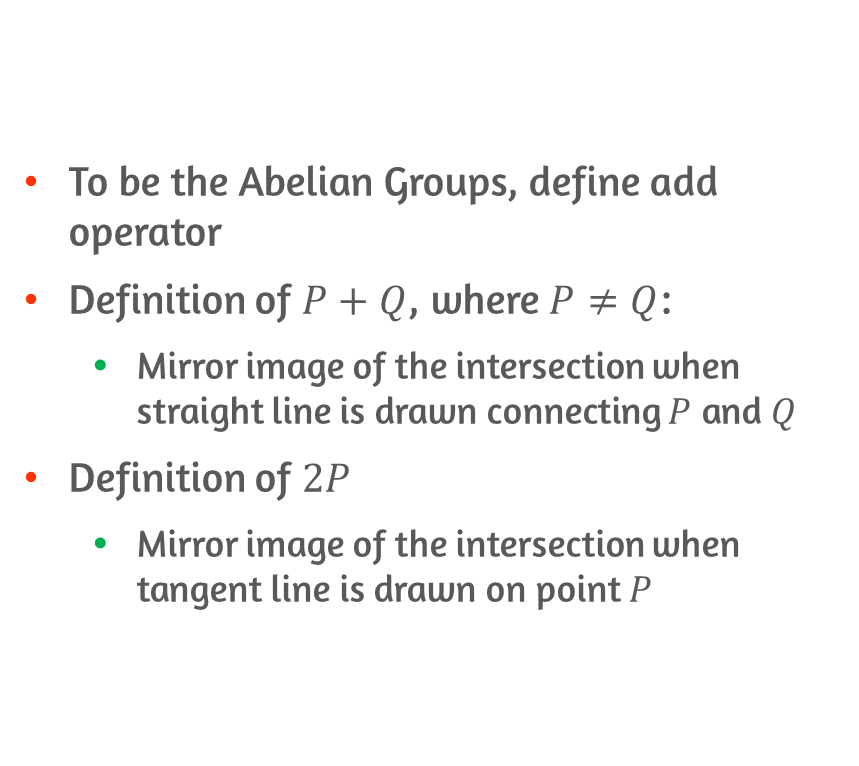 • To be the Abelian Groups, define add
operator
• Definition of 𝑃 + 𝑄, where 𝑃 ≠ 𝑄:
• Mirror image of the intersection when
straight line is drawn connecting 𝑃 and 𝑄
• Definition of 2𝑃
• Mirror image of the intersection when
tangent line is drawn on point 𝑃